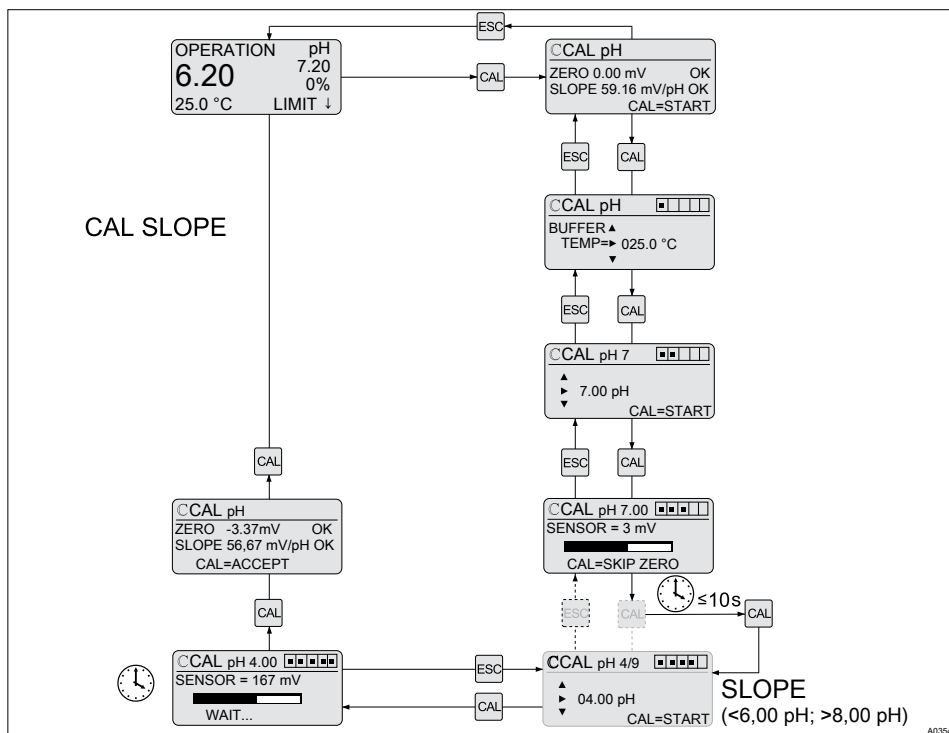 ESC
OPERATION pH
6.20 7.20
0%
25.0 °C LIMIT ↓
CAL
ℂCAL pH
ZERO 0.00 mV OK
SLOPE 59.16 mV/pH OK
CAL=START
ESC
CAL
CAL SLOPE
ℂCAL pH
BUFFER ▲
TEMP=► 025.0 °C
▼
ESC
CAL
ℂCAL pH 7
▲
► 7.00 pH
▼
CAL=START
ESC
CAL
CAL
ℂCAL pH
ZERO -3.37mV OK
SLOPE 56,67 mV/pH OK
CAL=ACCEPT
ℂCAL pH 7.00
SENSOR = 3 mV
CAL=SKIP ZERO
CAL
ESC
CAL
≤10s
CAL
ℂCAL pH 4.00
SENSOR = 167 mV
WAIT...
ESC
CAL
ℂCAL pH 4/9
▲
► 04.00 pH
▼
CAL=START
SLOPE
(<6,00 pH; >8,00 pH)